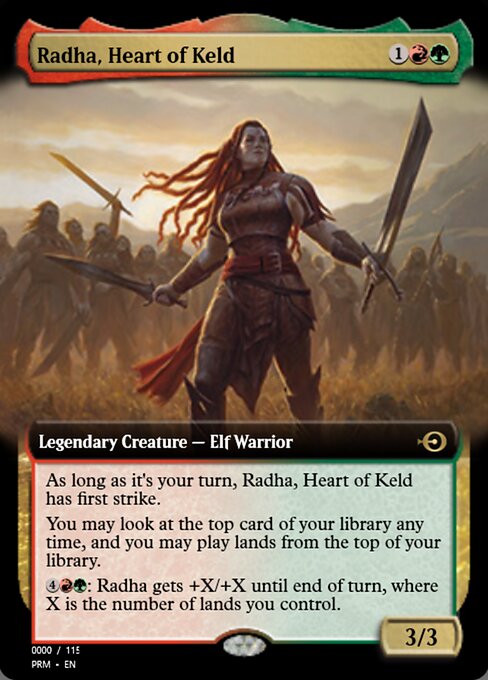 Radha, Heart of Keld
1
Legendary Creature — Elf Warrior
As long as it's your turn, Radha, Heart of Keld
has first strike.
You may look at the top card of your library any
time, and you may play lands from the top of your
library.
4: Radha gets +X/+X until end of turn, where
X is the number of lands you control.
3/3
0000 / 115
PRM • EN